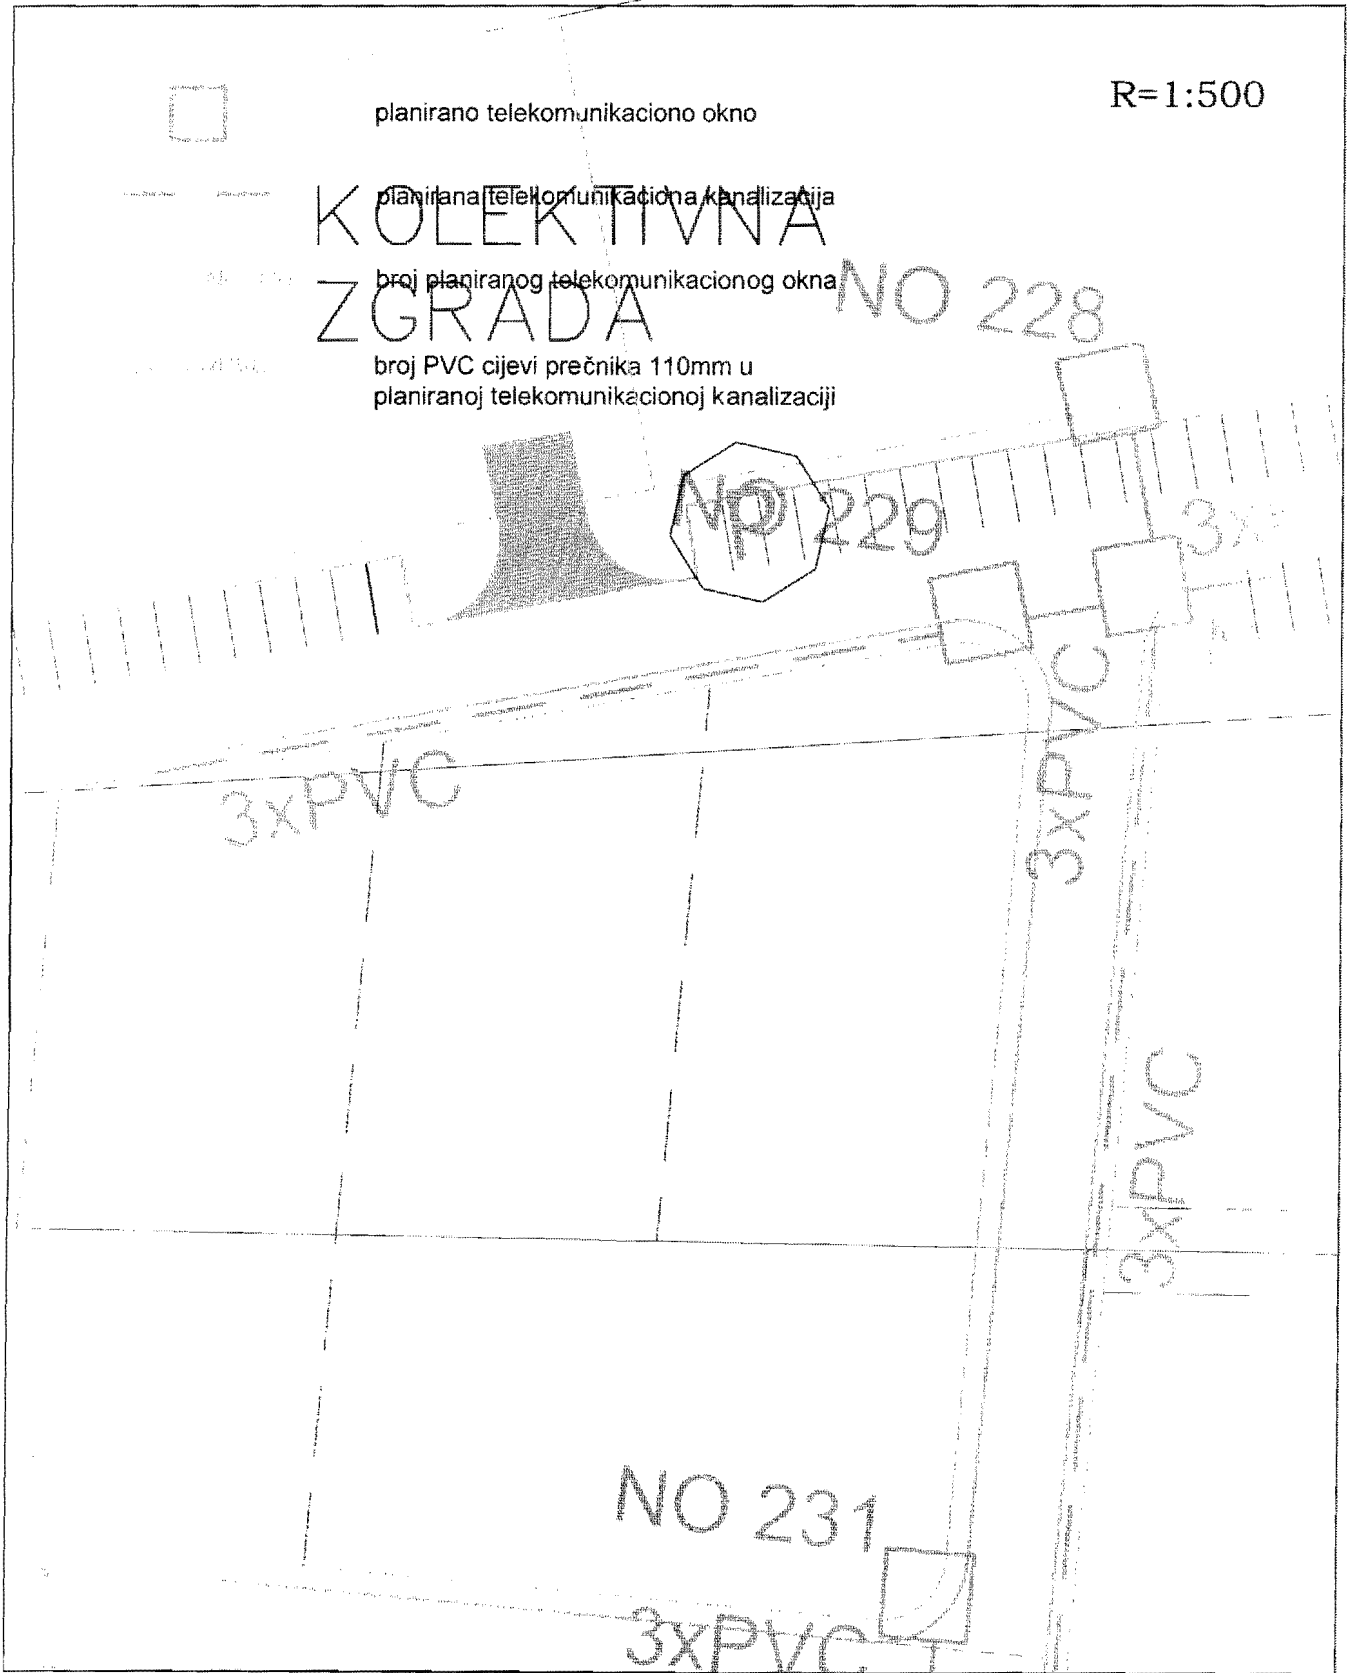 R=1:500
planirano telekomunikaciono okno
planirana telekomunikaciona kanalizacija
KOLEKTIVNA
broj planiranog telekomunikacionog okna
ZGRADA
NO 228
broj PVC cijevi prečnika 110mm u
planiranoj telekomunikacionoj kanalizaciji
NO 229
P
3x
3xPVC
3xPVC
3xPVC
NO 231
3xPVC